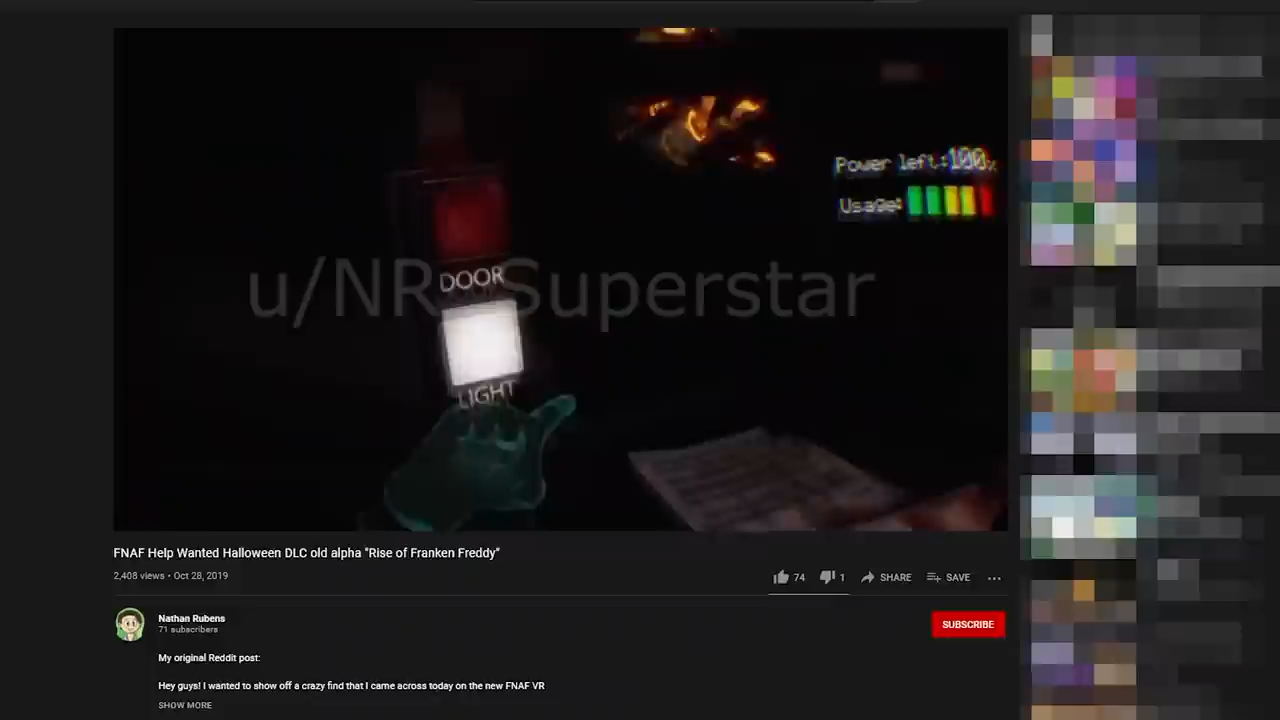 Power left:100%
Usage:
DOOR
u/NR_Superstar
LIGHT
FNAF Help Wanted Halloween DLC old alpha "Rise of Franken Freddy"
2,408 views • Oct 28, 2019
74
1
SHARE
SAVE
Nathan Rubens
71 subscribers
SUBSCRIBE
My original Reddit post:
Hey guys! I wanted to show off a crazy find that I came across today on the new FNAF VR
SHOW MORE